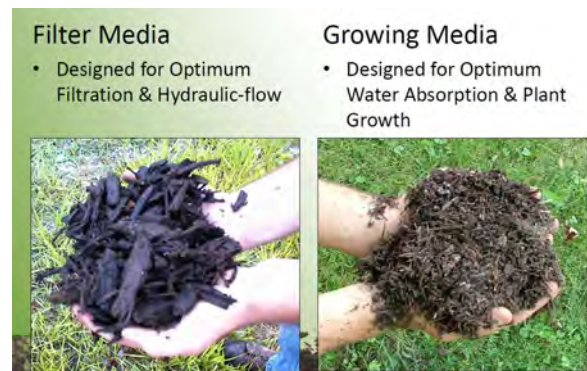 Filter Media
• Designed for Optimum
Filtration & Hydraulic-flow
Growing Media
• Designed for Optimum
Water Absorption & Plant
Growth